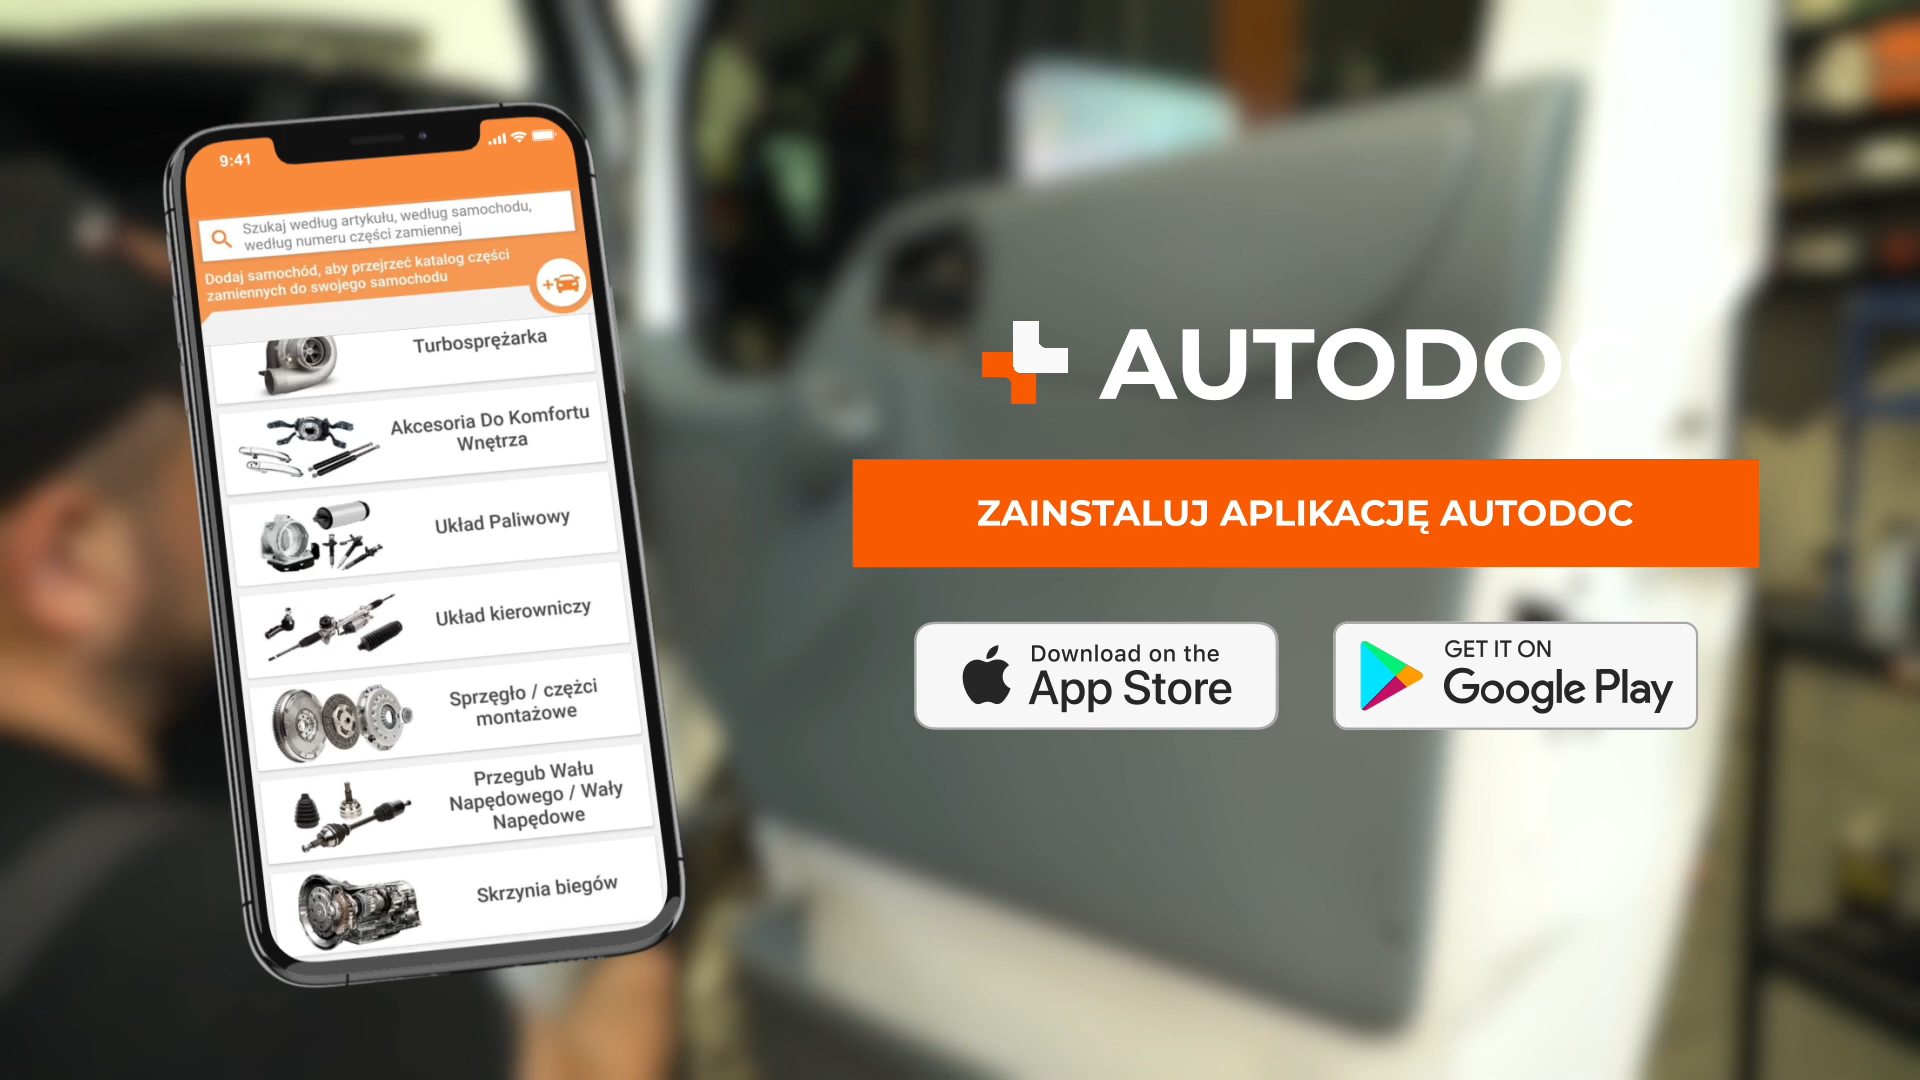 9:41
Szukaj według artykułu, według samochodu,
według numeru części zamiennej
Dodaj samochód, aby przejrzeć katalog części
zamiennych do swojego samochodu
Turbosprężarka
Akcesoria Do Komfortu
Wnętrza
Układ Paliwowy
Układ kierowniczy
Sprzęgło / czężci
montażowe
Przegub Wału
Napędowego / Wały
Napędowe
Skrzynia biegów
AUTODOC
ZAINSTALUJ APLIKACJĘ AUTODOC
Download on the
App Store
GET IT ON
Google Play